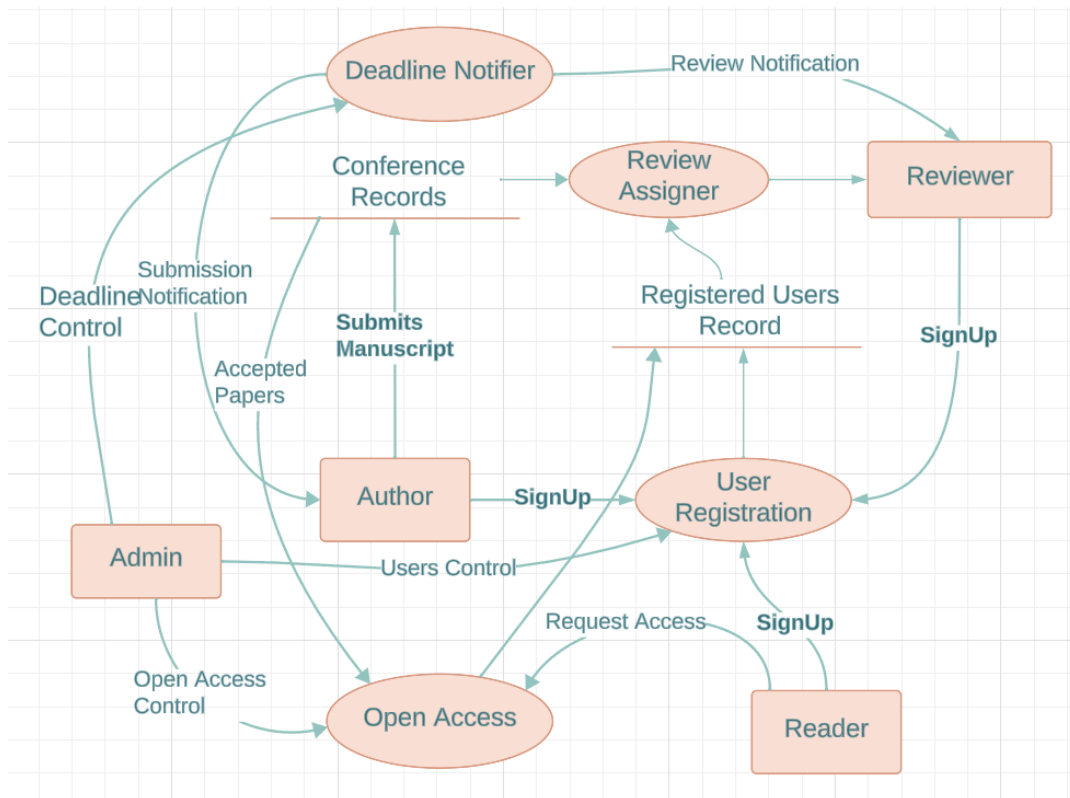 Deadline Notifier
Review Notification
Conference
Records
Review
Assigner
Reviewer
Submission
Notification
Deadline
Control
Registered Users
Record
Submits
Manuscript
SignUp
Accepted
Papers
Author
SignUp
User
Registration
Admin
Users Control
Request Access
SignUp
Open Access
Control
Open Access
Reader